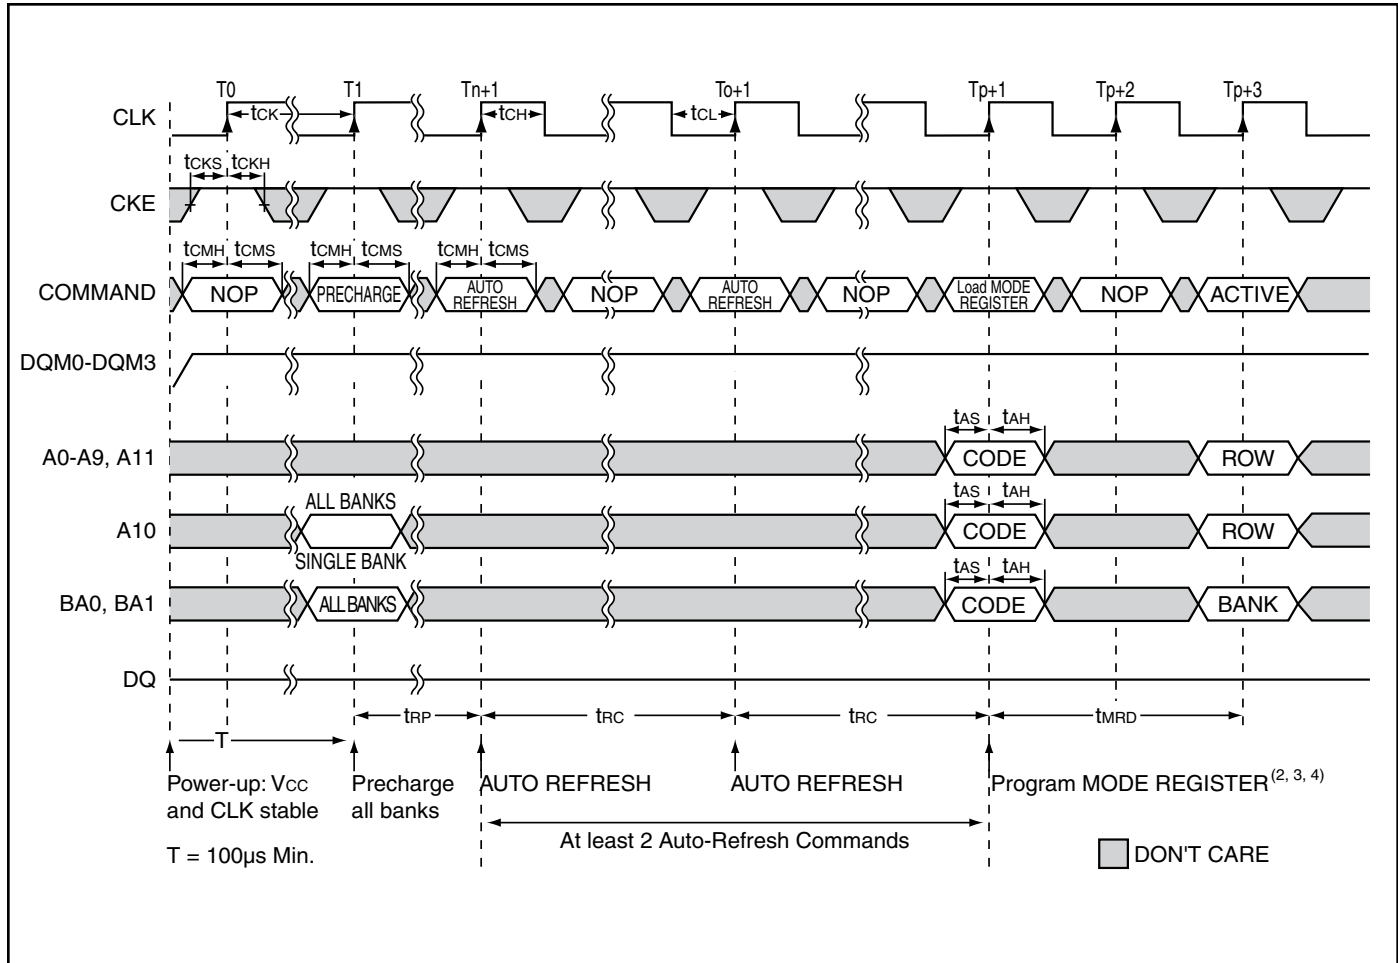 T0 T1 Tn+1 To+1 Tp+1 Tp+2 Tp+3
CLK tCK tCH tCL
tCKS tCKH
CKE
tCMH tCMS tCMH tCMS tCMH tCMS
COMMAND NOP PRECHARGE AUTO REFRESH NOP AUTO REFRESH NOP Load MODE REGISTER NOP ACTIVE
DQM0-DQM3
tAS tAH
A0-A9, A11 CODE ROW
ALL BANKS tAS tAH
A10 CODE ROW
SINGLE BANK tAS tAH
BA0, BA1 ALL BANKS CODE BANK
DQ
tRP tRC tRC tMRD
T
Power-up: VCC Precharge AUTO REFRESH AUTO REFRESH Program MODE REGISTER(2, 3, 4)
and CLK stable all banks
At least 2 Auto-Refresh Commands
T = 100µs Min. DON'T CARE